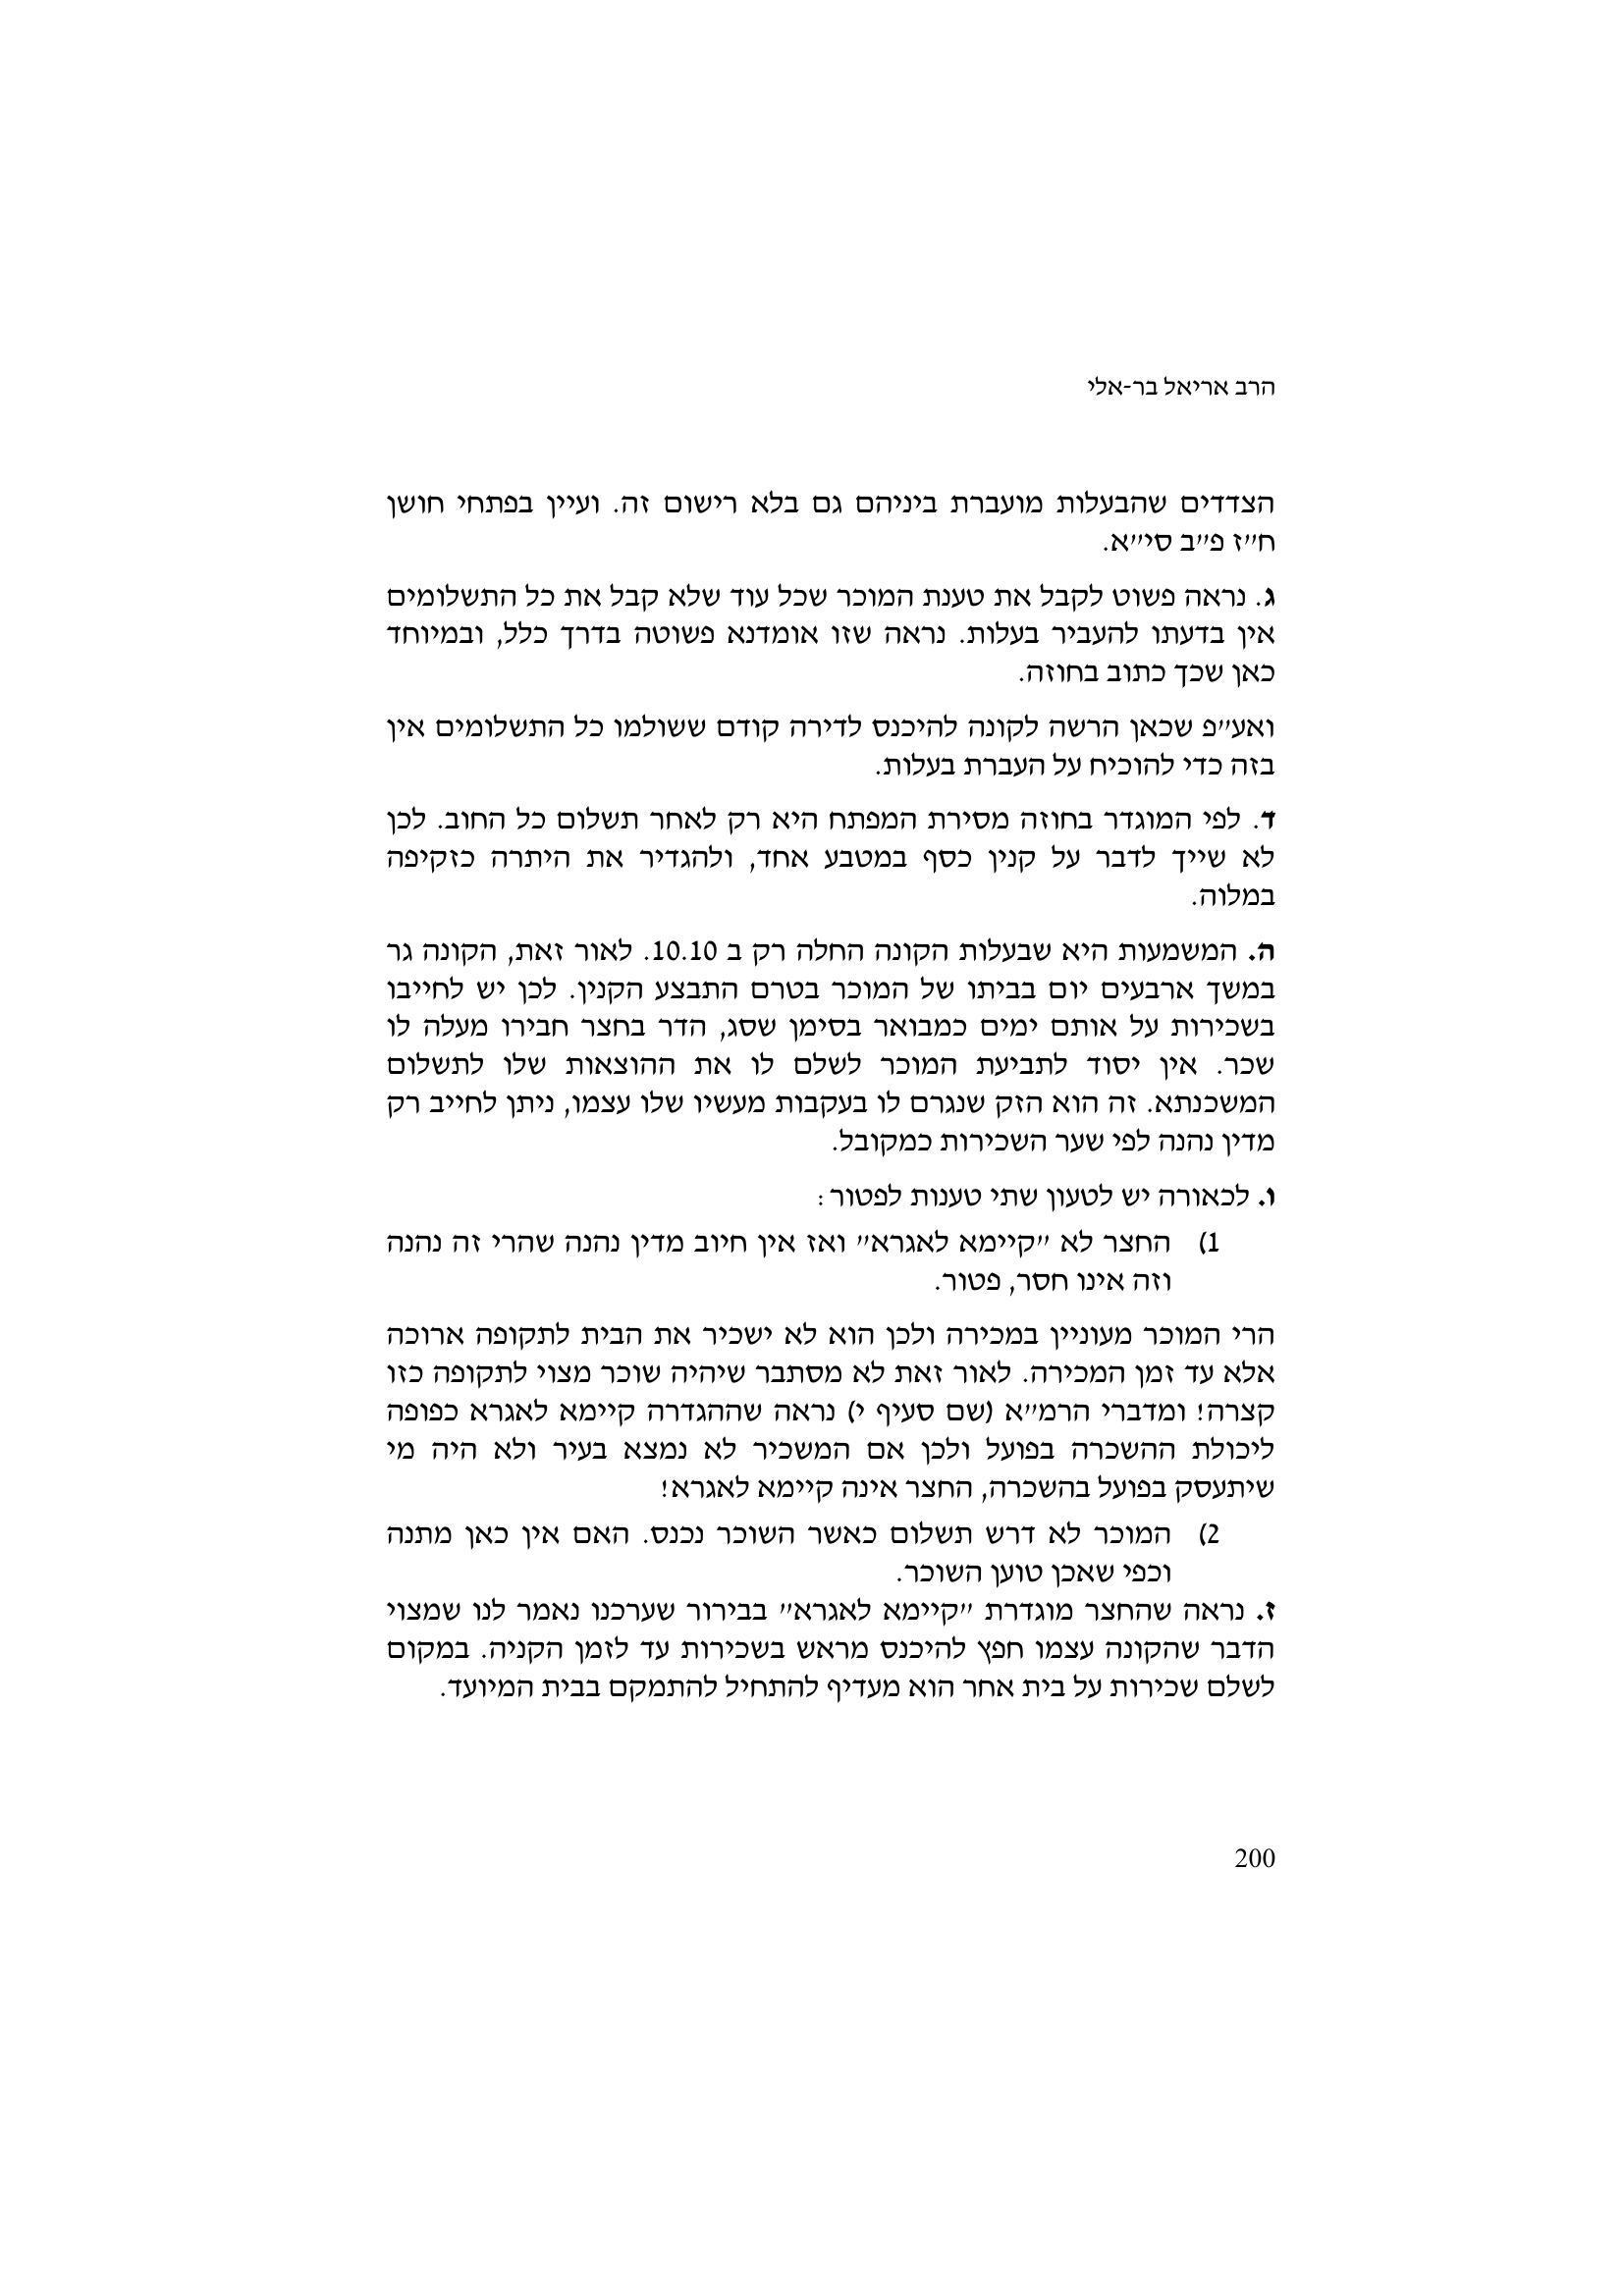 הרב אריאל בר-אלי
הצדדים שהבעלות מועברת ביניהם גם בלא רישום זה. ועיין בפתחי חושן
ח״ז פ״ב סי״א.
ג. נראה פשוט לקבל את טענת המוכר שכל עוד שלא קבל את כל התשלומים
אין בדעתו להעביר בעלות. נראה שזו אומדנא פשוטה בדרך כלל, ובמיוחד
כאן שכך כתוב בחוזה.
ואע״פ שכאן הרשה לקונה להיכנס לדירה קודם ששולמו כל התשלומים אין
בזה כדי להוכיח על העברת בעלות.
ד. לפי המוגדר בחוזה מסירת המפתח היא רק לאחר תשלום כל החוב. לכן
לא שייך לדבר על קנין כסף במטבע אחד, ולהגדיר את היתרה כזקיפה
במלוה.
ה. המשמעות היא שבעלות הקונה החלה רק ב 10.10. לאור זאת, הקונה גר
במשך ארבעים יום בביתו של המוכר בטרם התבצע הקנין. לכן יש לחייבו
בשכירות על אותם ימים כמבואר בסימן שסג, הדר בחצר חבירו מעלה לו
שכר. אין יסוד לתביעת המוכר לשלם לו את ההוצאות שלו לתשלום
המשכנתא. זה הוא הזק שנגרם לו בעקבות מעשיו שלו עצמו, ניתן לחייב רק
מדין נהנה לפי שער השכירות כמקובל.
ו. לכאורה יש לטעון שתי טענות לפטור:
1) החצר לא ״קיימא לאגרא״ ואז אין חיוב מדין נהנה שהרי זה נהנה
וזה אינו חסר, פטור.
הרי המוכר מעוניין במכירה ולכן הוא לא ישכיר את הבית לתקופה ארוכה
אלא עד זמן המכירה. לאור זאת לא מסתבר שיהיה שוכר מצוי לתקופה כזו
קצרה! ומדברי הרמ״א (שם סעיף י) נראה שההגדרה קיימא לאגרא כפופה
ליכולת ההשכרה בפועל ולכן אם המשכיר לא נמצא בעיר ולא היה מי
שיתעסק בפועל בהשכרה, החצר אינה קיימא לאגרא!
2) המוכר לא דרש תשלום כאשר השוכר נכנס. האם אין כאן מתנה
וכפי שאכן טוען השוכר.
ז. נראה שהחצר מוגדרת ״קיימא לאגרא״ בבירור שערכנו נאמר לנו שמצוי
הדבר שהקונה עצמו חפץ להיכנס מראש בשכירות עד לזמן הקניה. במקום
לשלם שכירות על בית אחר הוא מעדיף להתחיל להתמקם בבית המיועד.
200